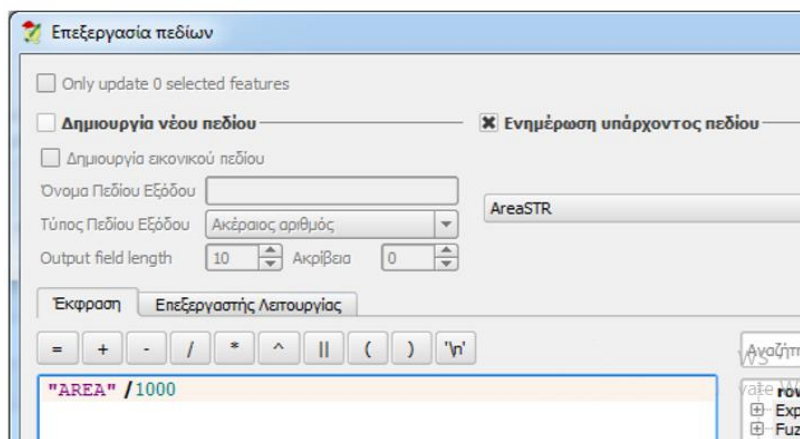 Επεξεργασία πεδίων
Only update 0 selected features
Δημιουργία νέου πεδίου
Ενημέρωση υπάρχοντος πεδίου
Δημιουργία εικονικού πεδίου
Όνομα Πεδίου Εξόδου
AreaSTR
Τύπος Πεδίου Εξόδου Ακέραιος αριθμός
Output field length 10 Ακρίβεια 0
Έκφραση Επεξεργαστής Λειτουργίας
= + - / * ^ || ( ) '\n'
"AREA" /1000